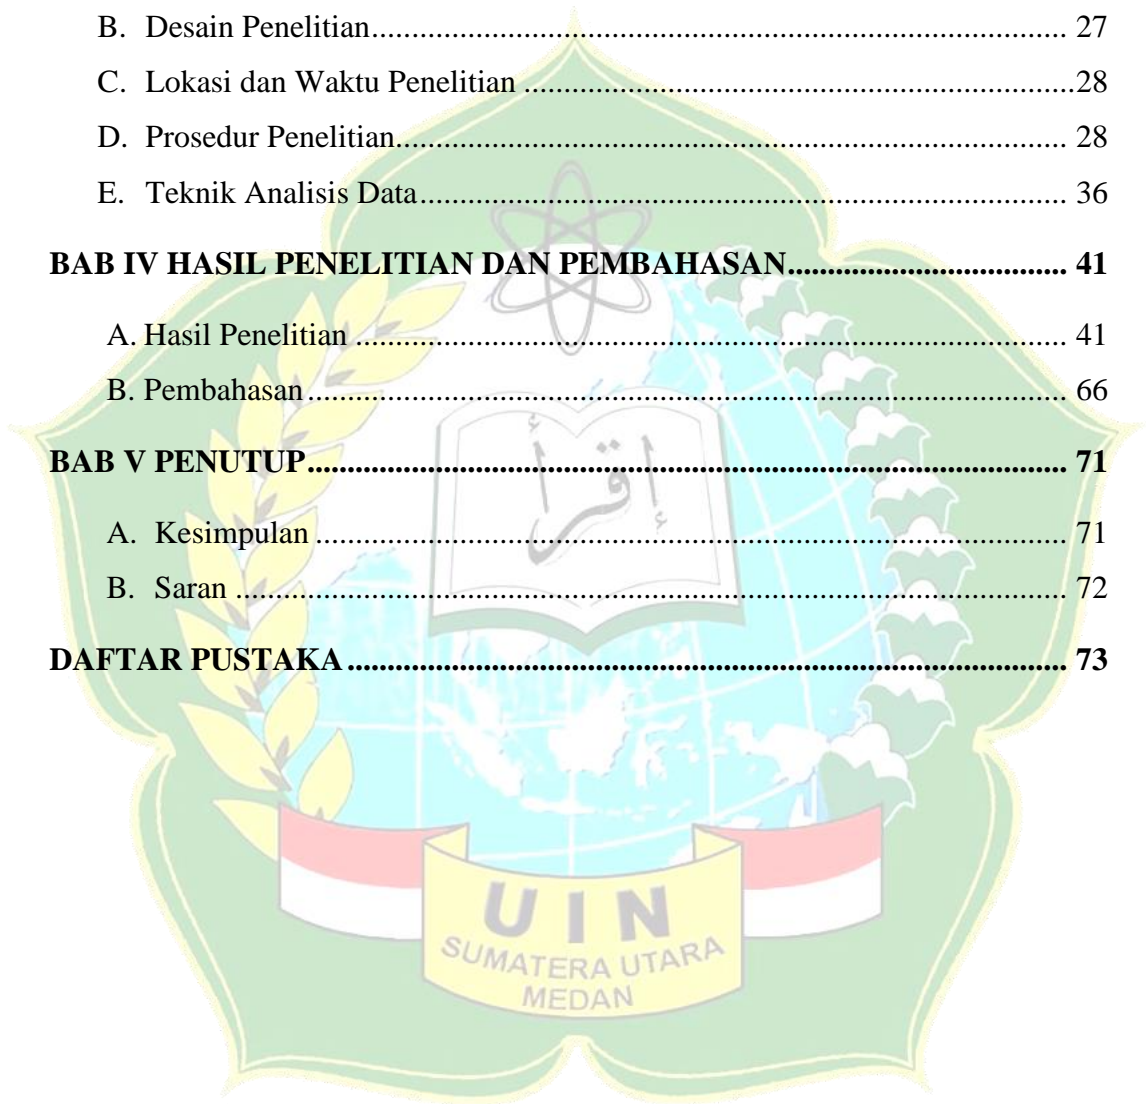 B. Desain Penelitian........................................................................................ 27
C. Lokasi dan Waktu Penelitian ....................................................................28
D. Prosedur Penelitian..................................................................................... 28
E. Teknik Analisis Data.................................................................................. 36
BAB IV HASIL PENELITIAN DAN PEMBAHASAN.................................. 41
A. Hasil Penelitian ......................................................................................... 41
B. Pembahasan............................................................................................... 66
BAB V PENUTUP............................................................................................ 71
A. Kesimpulan .............................................................................................. 71
B. Saran ........................................................................................................ 72
DAFTAR PUSTAKA........................................................................................ 73
إقرأ
UIN
SUMATERA UTARA
MEDAN